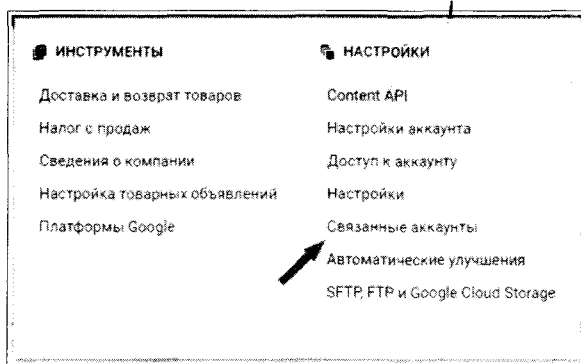 ИНСТРУМЕНТЫ
Доставка и возврат товаров
Налог с продаж
Сведения о компании
Настройка товарных объявлений
Платформы Google
НАСТРОЙКИ
Content API
Настройки аккаунта
Доступ к аккаунту
Настройки
Связанные аккаунты
Автоматические улучшения
SFTP, FTP и Google Cloud Storage